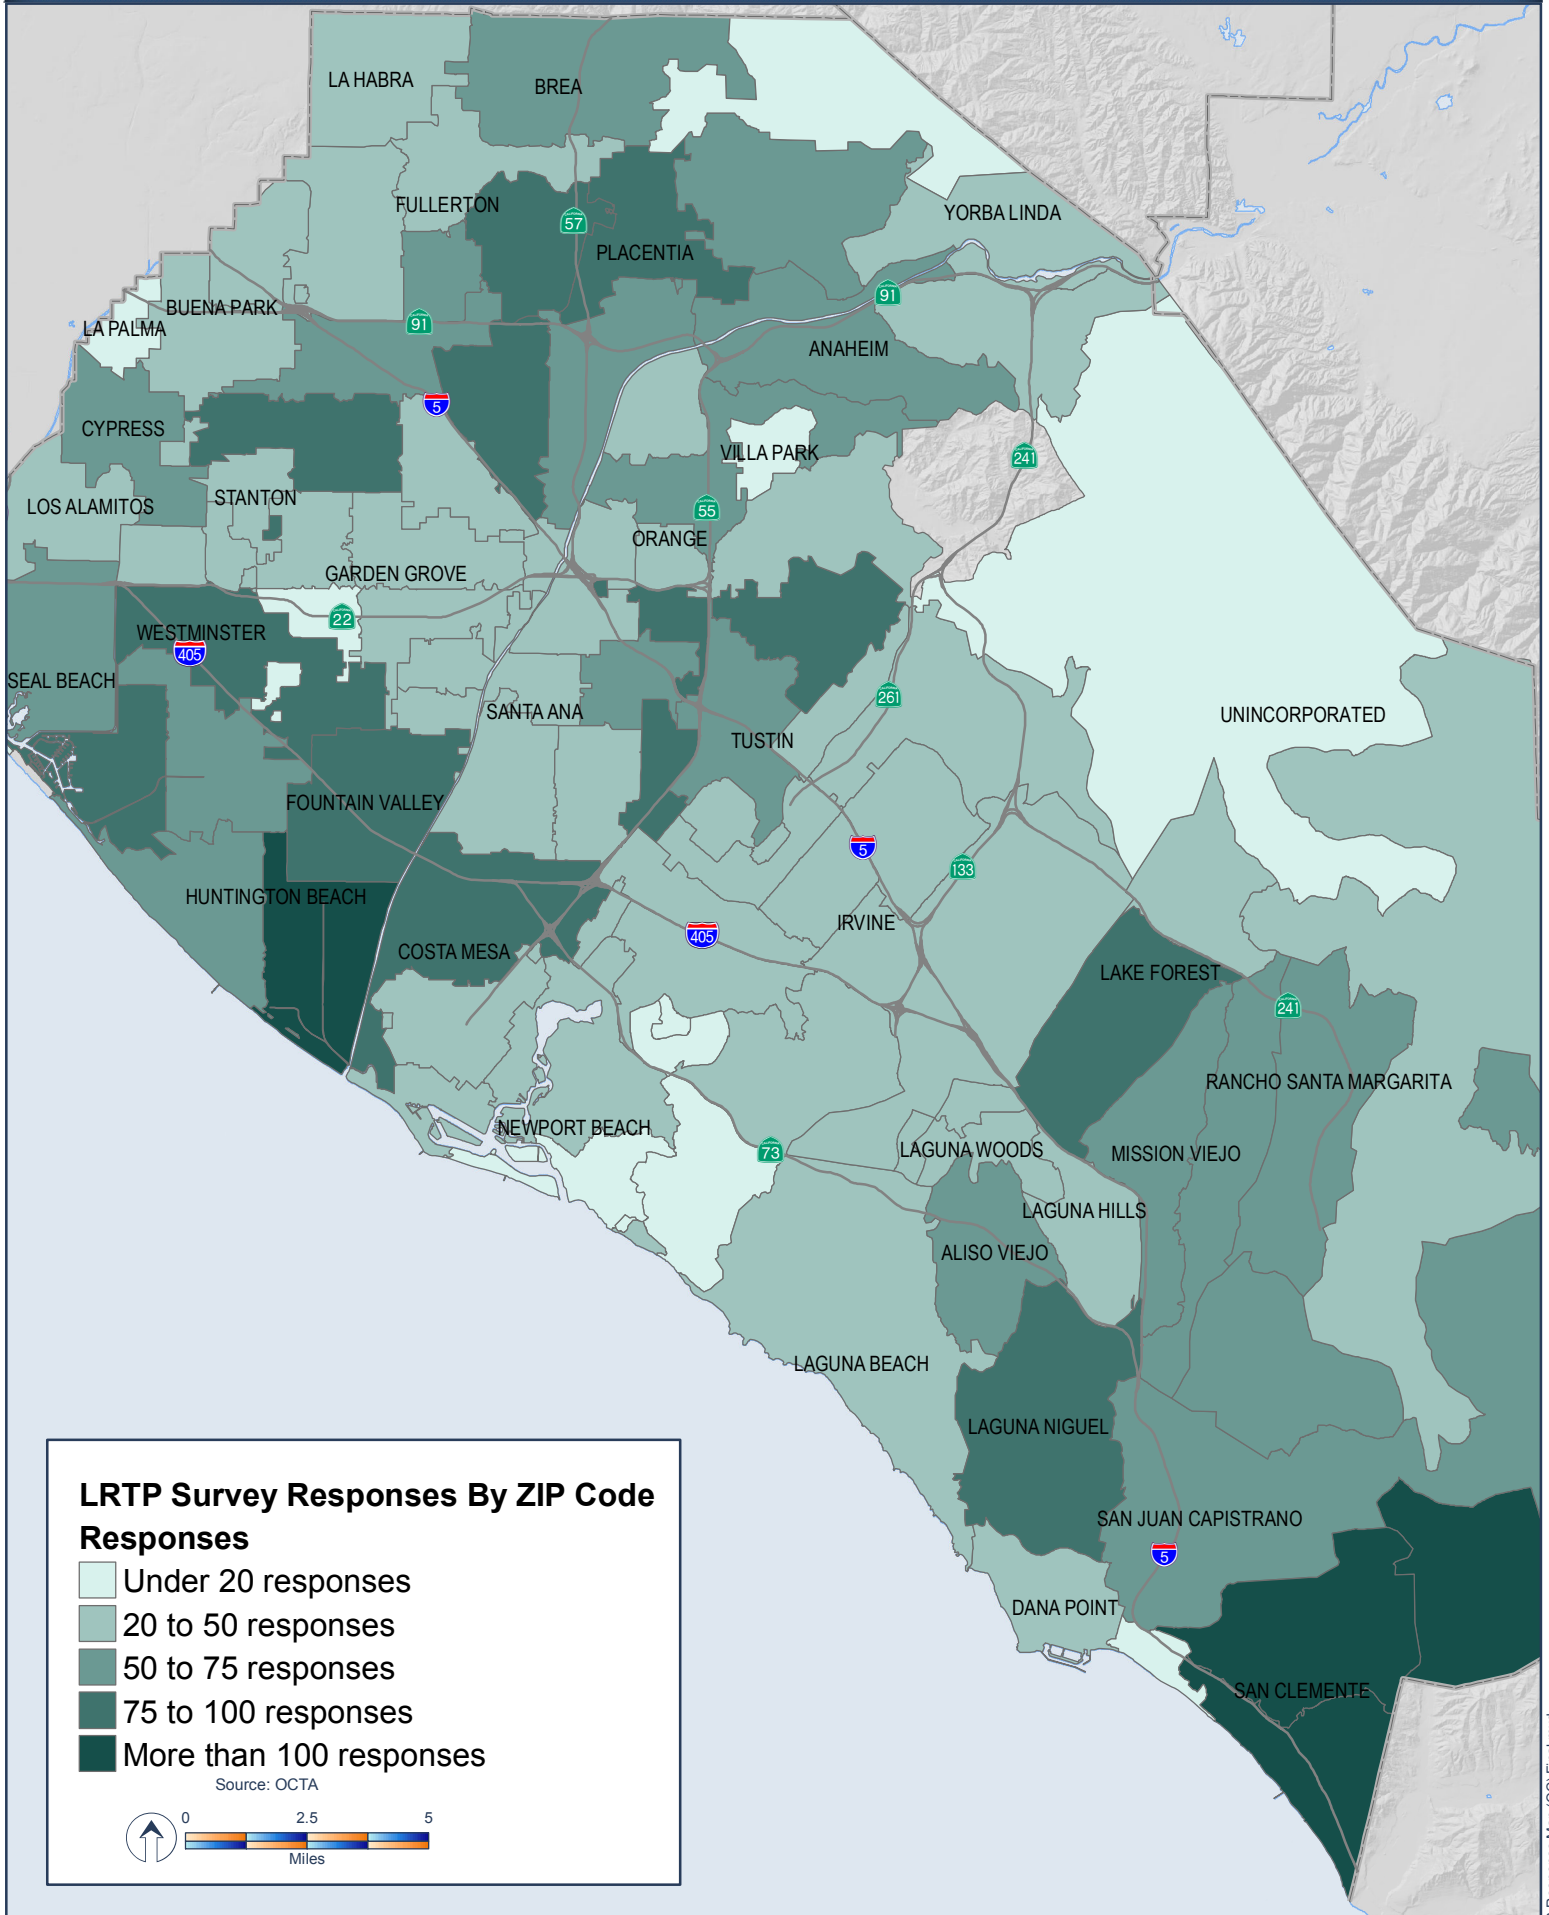 LA HABRA
BREA
FULLERTON
YORBA LINDA
57
PLACENTIA
BUENA PARK
91
LA PALMA
91
ANAHEIM
5
CYPRESS
VILLA PARK
241
LOS ALAMITOS
STANTON
55
ORANGE
GARDEN GROVE
22
WESTMINSTER
405
SEAL BEACH
261
SANTA ANA
UNINCORPORATED
TUSTIN
FOUNTAIN VALLEY
5
133
HUNTINGTON BEACH
IRVINE
405
COSTA MESA
LAKE FOREST
241
RANCHO SANTA MARGARITA
NEWPORT BEACH
73
LAGUNA WOODS
MISSION VIEJO
LAGUNA HILLS
ALISO VIEJO
LAGUNA BEACH
LAGUNA NIGUEL
SAN JUAN CAPISTRANO
5
DANA POINT
SAN CLEMENTE
LRTP Survey Responses By ZIP Code
Responses
Under 20 responses
20 to 50 responses
50 to 75 responses
75 to 100 responses
More than 100 responses
Source: OCTA
0 2.5 5
Miles